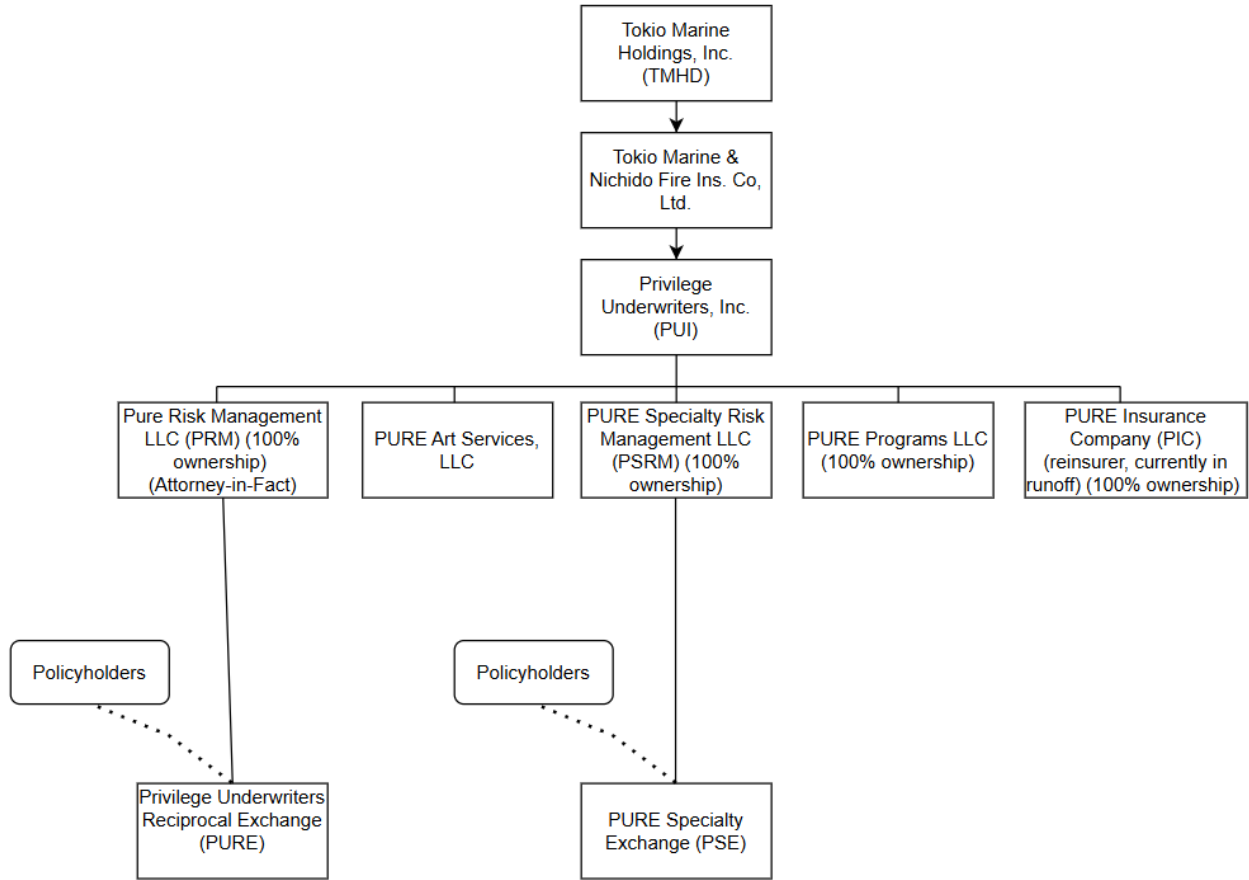 Tokio Marine
Holdings, Inc.
(TMHD)
Tokio Marine &
Nichido Fire Ins. Co,
Ltd.
Privilege
Underwriters, Inc.
(PUI)
Pure Risk Management
LLC (PRM) (100%
ownership)
(Attorney-in-Fact)
PURE Art Services,
LLC
PURE Specialty Risk
Management LLC
(PSRM) (100%
ownership)
PURE Programs LLC
(100% ownership)
PURE Insurance
Company (PIC)
(reinsurer, currently in
runoff) (100% ownership)
Policyholders
Policyholders
Privilege Underwriters
Reciprocal Exchange
(PURE)
PURE Specialty
Exchange (PSE)